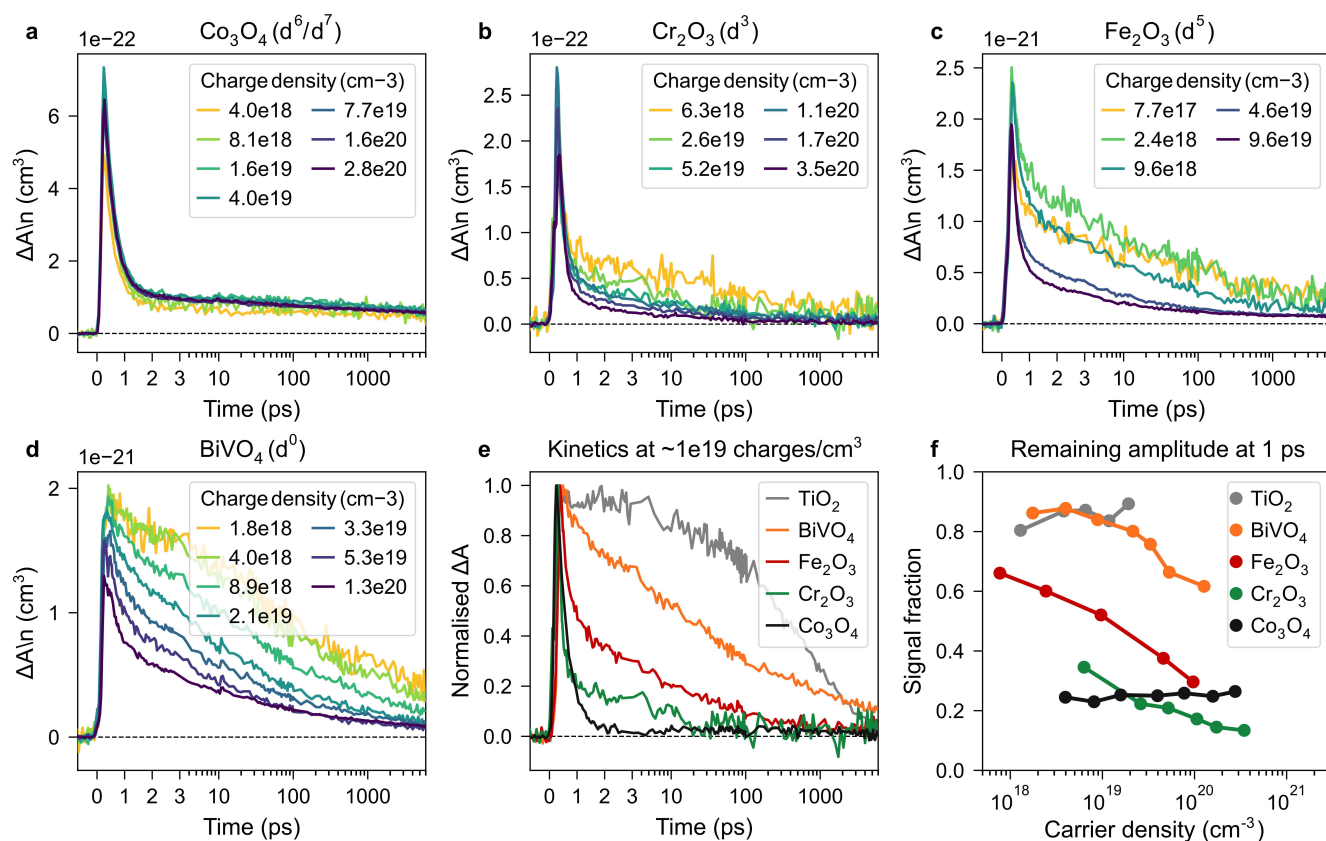 a
Co3O4 (d6/d7)
1e−22
Charge density (cm−3)
4.0e18
7.7e19
8.1e18
1.6e20
1.6e19
2.8e20
4.0e19
6
4
2
0
ΔA\n (cm3)
0 1 2 3 10 100 1000
Time (ps)
b
Cr2O3 (d3)
1e−22
Charge density (cm−3)
6.3e18
1.1e20
2.6e19
1.7e20
5.2e19
3.5e20
2.5
2.0
1.5
1.0
0.5
0.0
ΔA\n (cm3)
0 1 2 3 10 100 1000
Time (ps)
c
Fe2O3 (d5)
1e−21
Charge density (cm−3)
7.7e17
4.6e19
2.4e18
9.6e19
9.6e18
2.5
2.0
1.5
1.0
0.5
0.0
ΔA\n (cm3)
0 1 2 3 10 100 1000
Time (ps)
d
BiVO4 (d0)
1e−21
Charge density (cm−3)
1.8e18
3.3e19
4.0e18
5.3e19
8.9e18
1.3e20
2.1e19
2
1
0
ΔA\n (cm3)
0 1 2 3 10 100 1000
Time (ps)
e
Kinetics at ~1e19 charges/cm3
TiO2
BiVO4
Fe2O3
Cr2O3
Co3O4
1.0
0.8
0.6
0.4
0.2
0.0
Normalised ΔA
0 1 2 3 10 100 1000
Time (ps)
f
Remaining amplitude at 1 ps
TiO2
BiVO4
Fe2O3
Cr2O3
Co3O4
1.0
0.8
0.6
0.4
0.2
0.0
Signal fraction
10^18 10^19 10^20 10^21
Carrier density (cm-3)